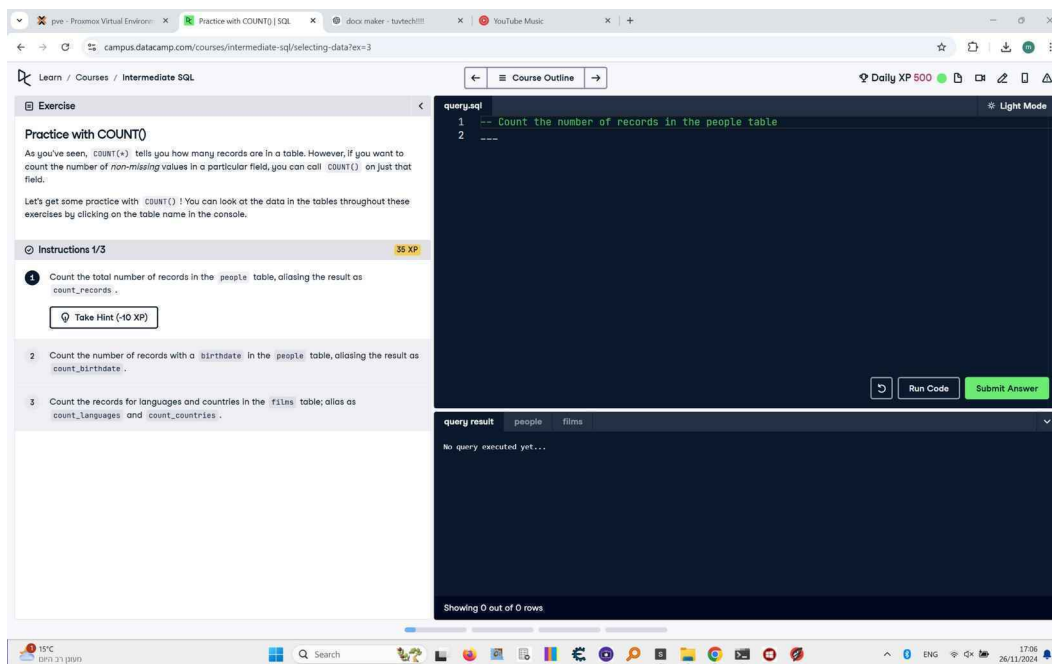 pve - Proxmox Virtual Environ
Practice with COUNT() | SQL
docx maker - tuvtech!!!!
YouTube Music
campus.datacamp.com/courses/intermediate-sql/selecting-data?ex=3
Learn / Courses / Intermediate SQL
Course Outline
Daily XP 500
Exercise
Practice with COUNT()
As you've seen, COUNT(*) tells you how many records are in a table. However, if you want to
count the number of non-missing values in a particular field, you can call COUNT() on just that
field.
Let's get some practice with COUNT() ! You can look at the data in the tables throughout these
exercises by clicking on the table name in the console.
Instructions 1/3
35 XP
1 Count the total number of records in the people table, aliasing the result as
count_records .
Take Hint (-10 XP)
2 Count the number of records with a birthdate in the people table, aliasing the result as
count_birthdate .
3 Count the records for languages and countries in the films table; alias as
count_languages and count_countries .
query.sql
Light Mode
1 -- Count the number of records in the people table
2 ___
Run Code
Submit Answer
query result people films
No query executed yet...
Showing 0 out of 0 rows
15°C
מעונן רב היום
Search
ENG
17:06
26/11/2024